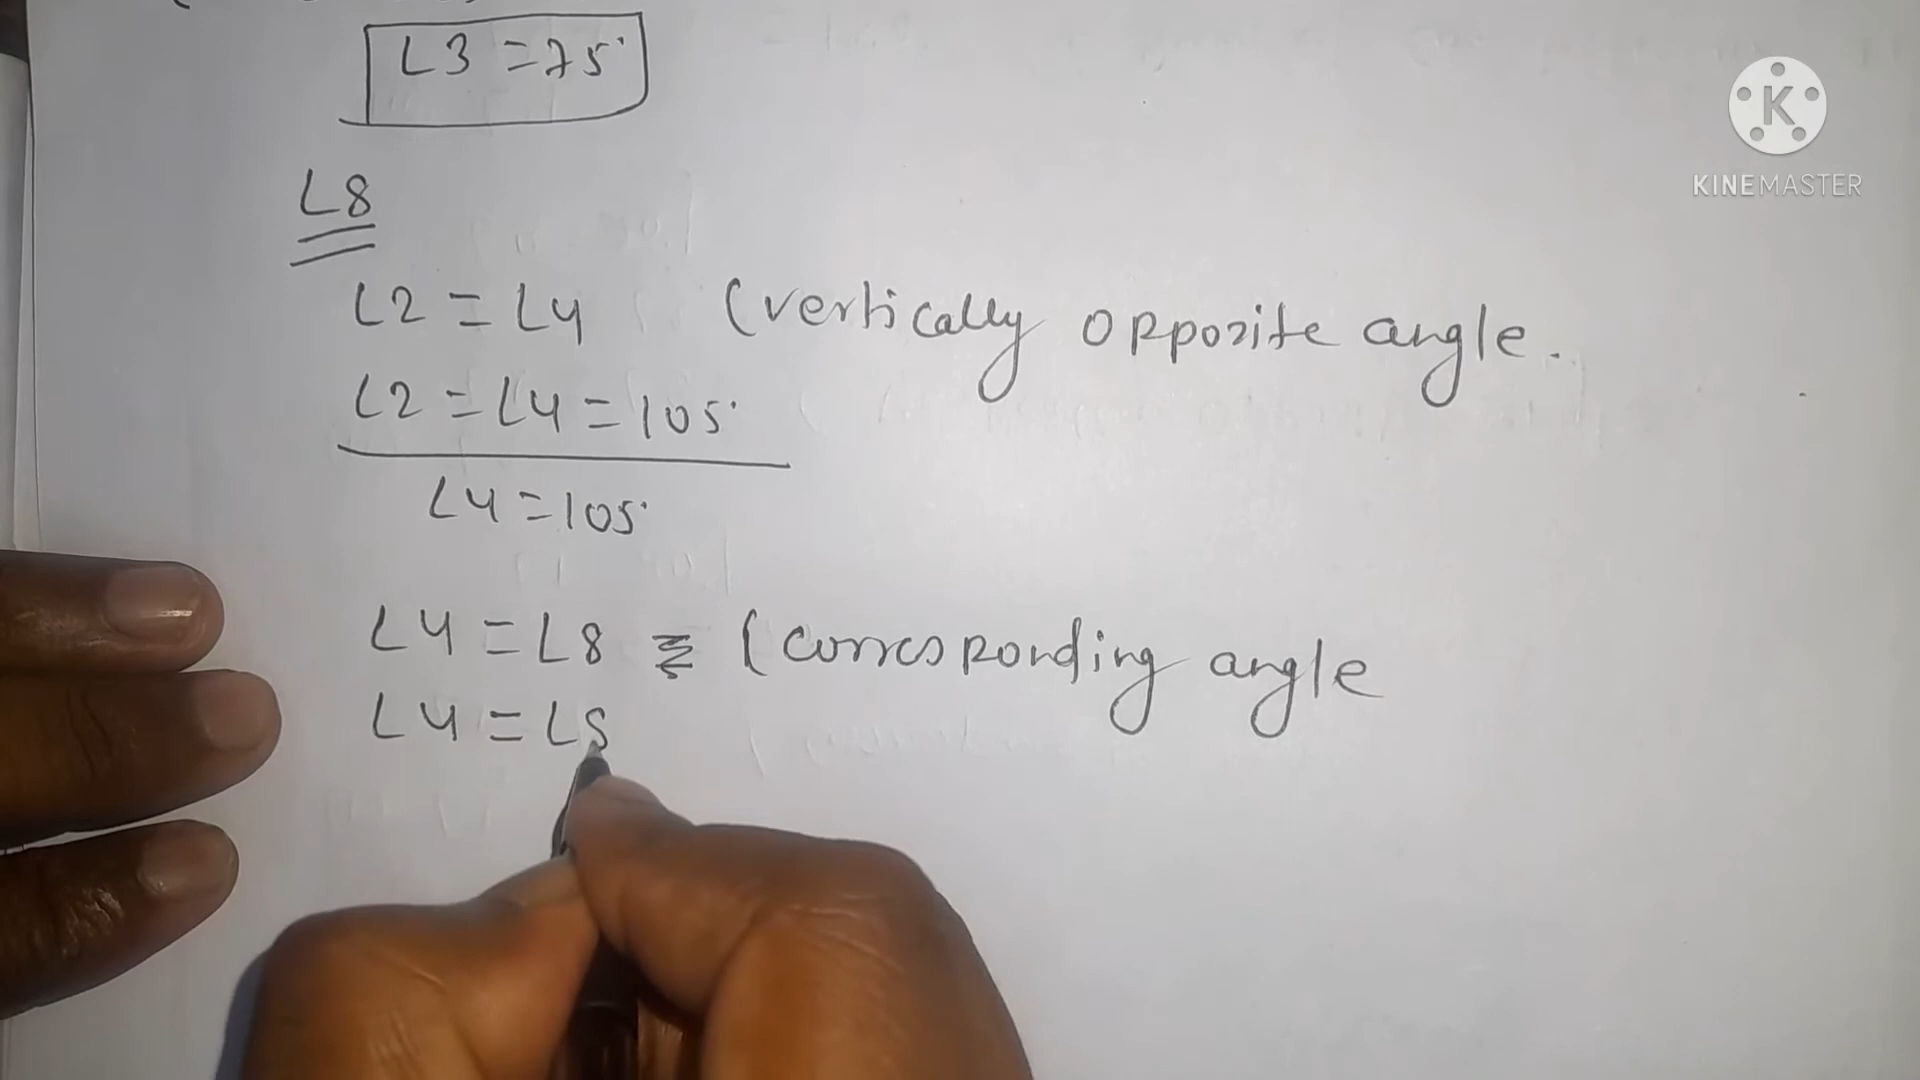 ∠3 = 75°
K
KINEMASTER
∠8
∠2 = ∠4 (vertically opposite angle.
∠2 = ∠4 = 105°
∠4 = 105°
∠4 = ∠8 (corresponding angle
∠4 = ∠8